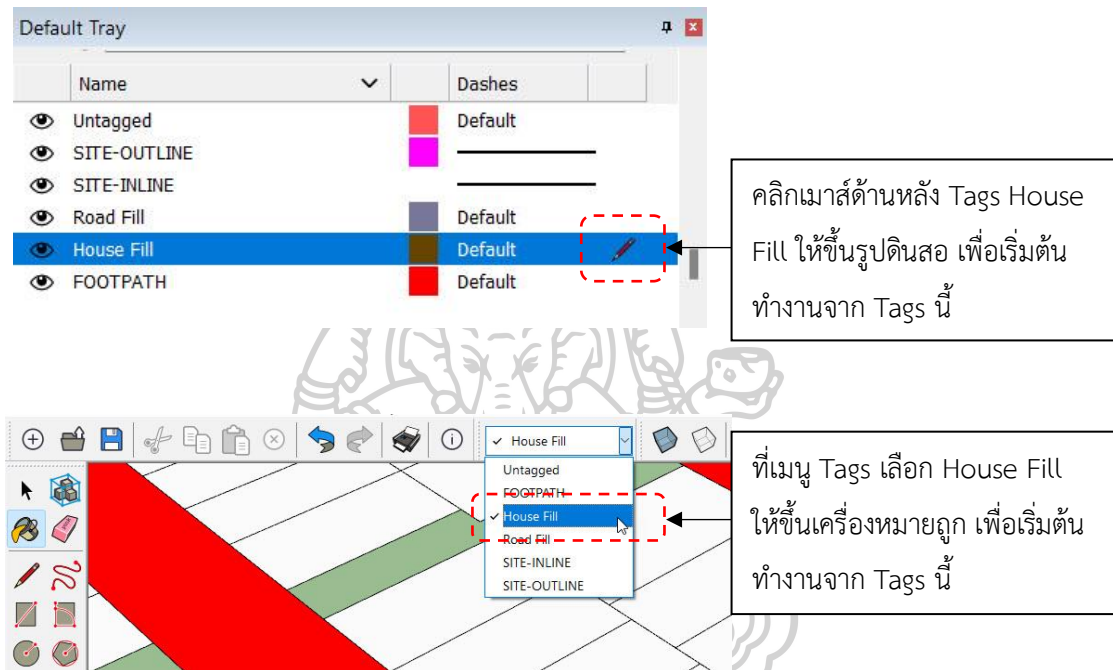 Default Tray
Name Dashes
Untagged Default
SITE-OUTLINE
SITE-INLINE
Road Fill Default
House Fill Default
FOOTPATH Default
คลิกเมาส์ด้านหลัง Tags House
Fill ให้ขึ้นรูปดินสอ เพื่อเริ่มต้น
ทำงานจาก Tags นี้
House Fill
Untagged
FOOTPATH
House Fill
Road Fill
SITE-INLINE
SITE-OUTLINE
ที่เมนู Tags เลือก House Fill
ให้ขึ้นเครื่องหมายถูก เพื่อเริ่มต้น
ทำงานจาก Tags นี้